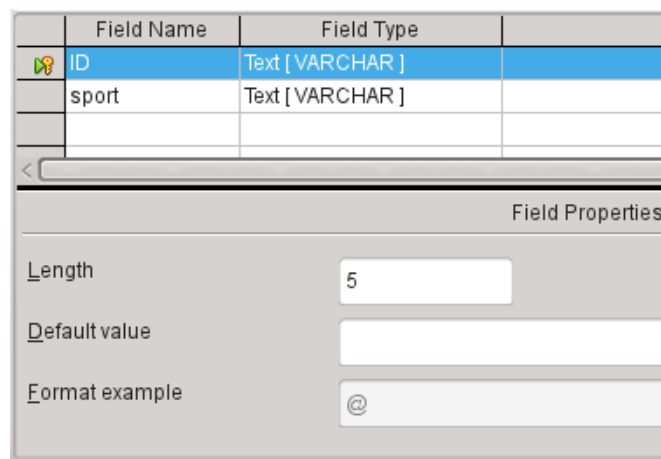 Field Name Field Type
ID Text [ VARCHAR ]
sport Text [ VARCHAR ]
Field Properties
Length 5
Default value
Format example @